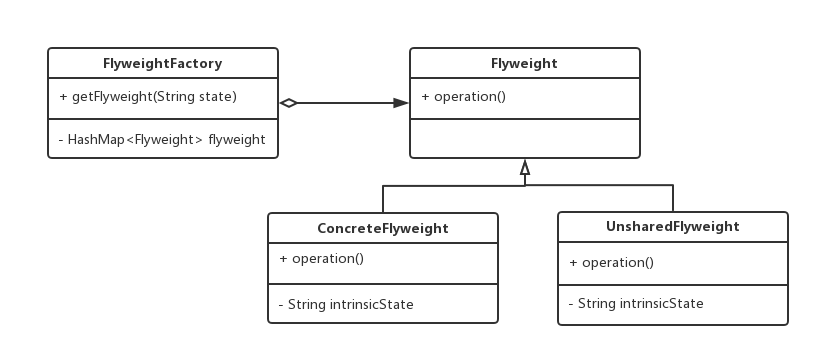 FlyweightFactory
+ getFlyweight(String state)
- HashMap<Flyweight> flyweight
Flyweight
+ operation()
ConcreteFlyweight
+ operation()
- String intrinsicState
UnsharedFlyweight
+ operation()
- String intrinsicState